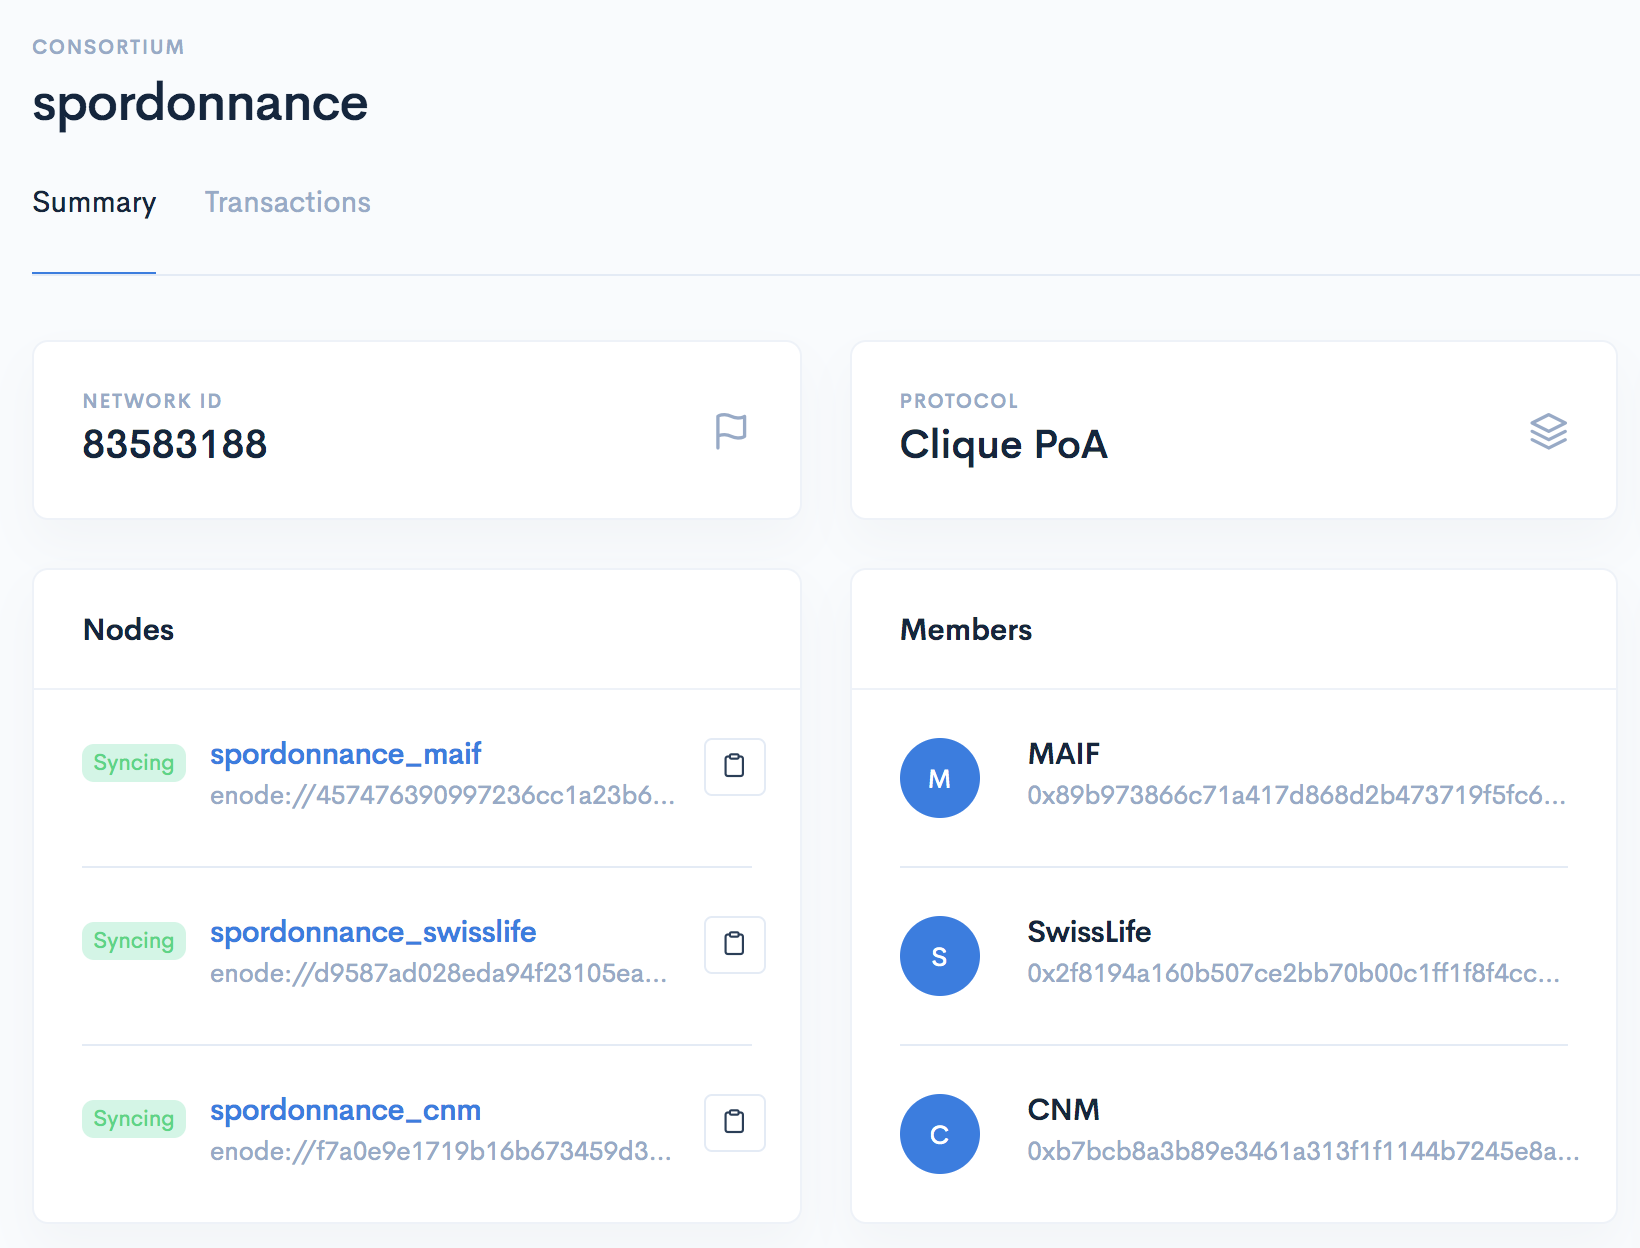 CONSORTIUM
spordonnance
Summary Transactions
NETWORK ID
83583188
PROTOCOL
Clique PoA
Nodes
Syncing spordonnance_maif
enode://457476390997236cc1a23b6...
Syncing spordonnance_swisslife
enode://d9587ad028eda94f23105ea...
Syncing spordonnance_cnm
enode://f7a0e9e1719b16b673459d3...
Members
M MAIF
0x89b973866c71a417d868d2b473719f5fc6...
S SwissLife
0x2f8194a160b507ce2bb70b00c1ff1f8f4cc...
C CNM
0xb7bcb8a3b89e3461a313f1f1144b7245e8a...